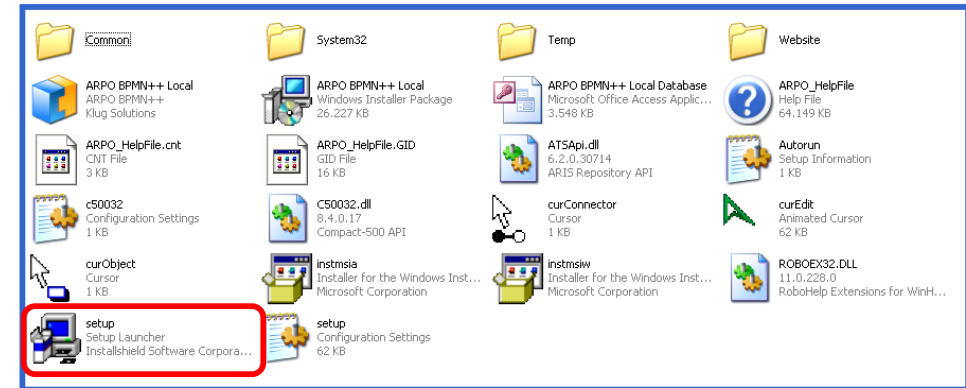 Common
System32
Temp
Website
ARPO BPMN++ Local
ARPO BPMN++
Klug Solutions
ARPO BPMN++ Local
Windows Installer Package
26.227 KB
ARPO BPMN++ Local Database
Microsoft Office Access Applic...
3.548 KB
ARPO_HelpFile
Help File
64.149 KB
ARPO_HelpFile.cnt
CNT File
3 KB
ARPO_HelpFile.GID
GID File
16 KB
ATSApi.dll
6.2.0.30714
ARIS Repository API
Autorun
Setup Information
1 KB
c50032
Configuration Settings
1 KB
C50032.dll
8.4.0.17
Compact-500 API
curConnector
Cursor
1 KB
curEdit
Animated Cursor
62 KB
curObject
Cursor
1 KB
instmsia
Installer for the Windows Inst...
Microsoft Corporation
instmsiw
Installer for the Windows Inst...
Microsoft Corporation
ROBOEX32.DLL
11.0.228.0
RoboHelp Extensions for WinH...
setup
Setup Launcher
Installshield Software Corpora...
setup
Configuration Settings
62 KB